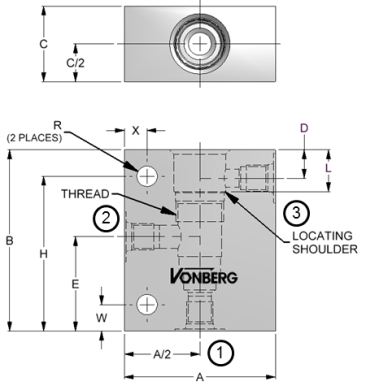 C
C/2
X
D
R
(2 PLACES)
L
THREAD
2
3
LOCATING
SHOULDER
B
H
E
VONBERG
W
A/2
1
A